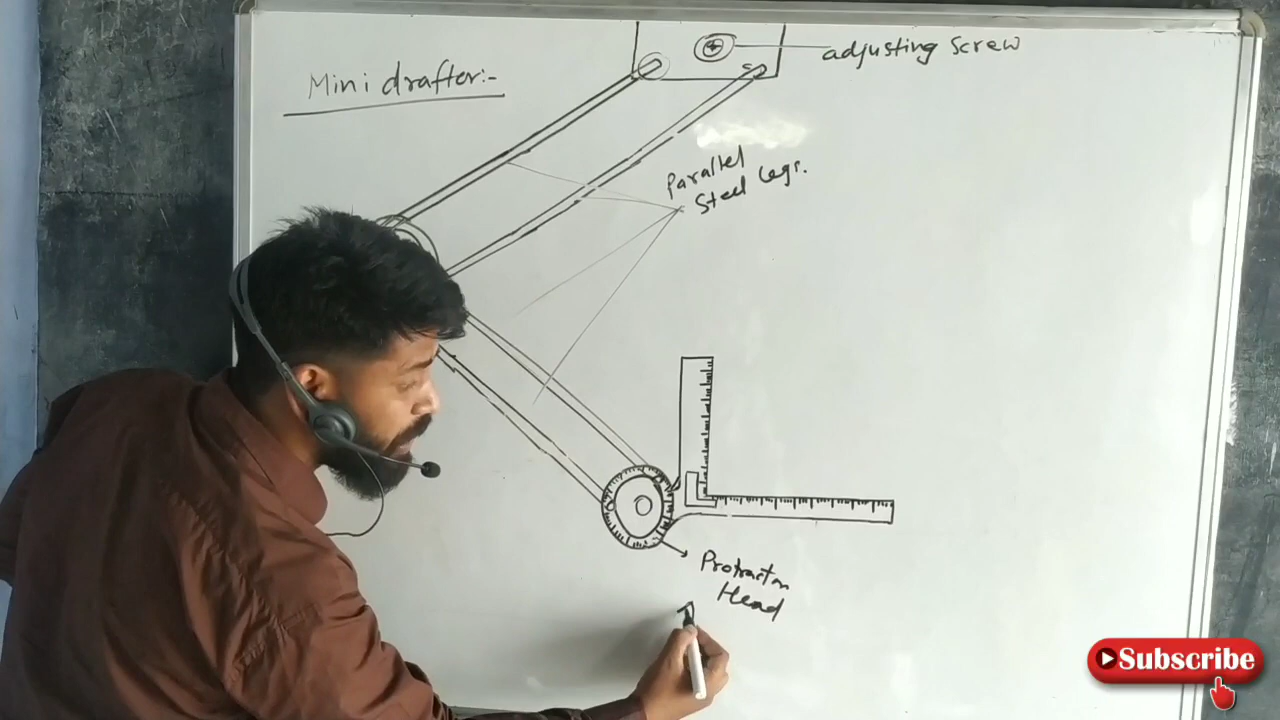 Mini drafter:-
adjusting screw
Parallel
Steel Legs.
Protractor
Head
Subscribe